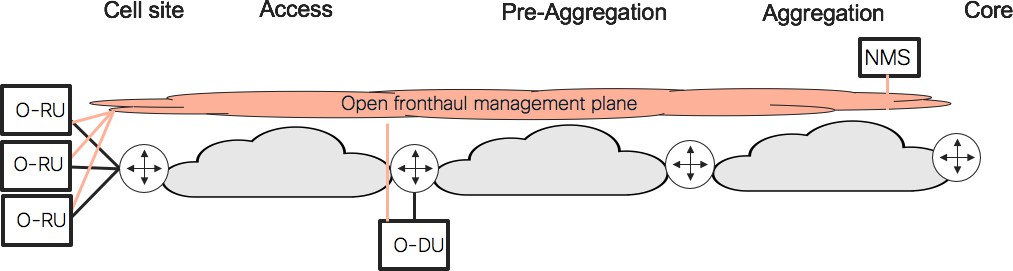 Cell site
Access
Pre-Aggregation
Aggregation
Core
NMS
Open fronthaul management plane
O-RU
O-RU
O-RU
O-DU